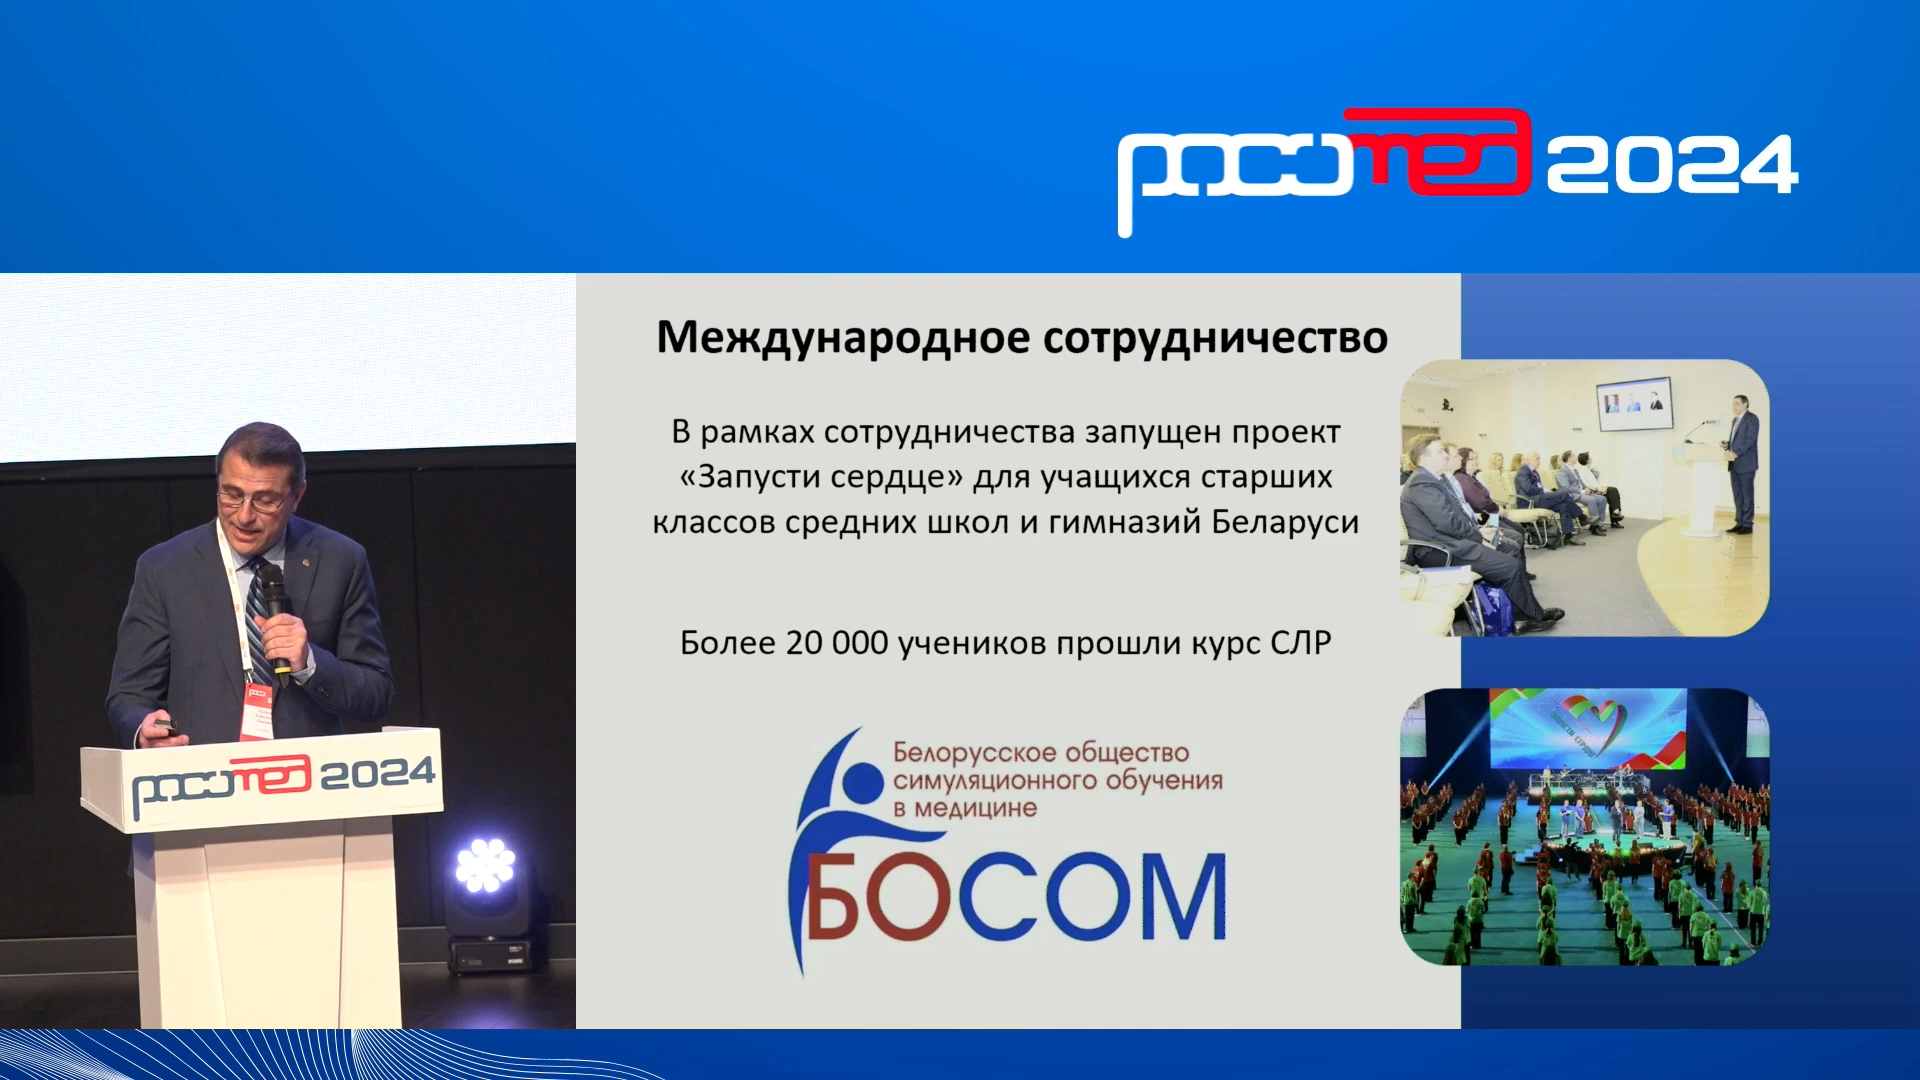 росомед 2024
Международное сотрудничество
В рамках сотрудничества запущен проект
«Запусти сердце» для учащихся старших
классов средних школ и гимназий Беларуси
Более 20 000 учеников прошли курс СЛР
Белорусское общество
симуляционного обучения
в медицине
БОСОМ
росомед 2024